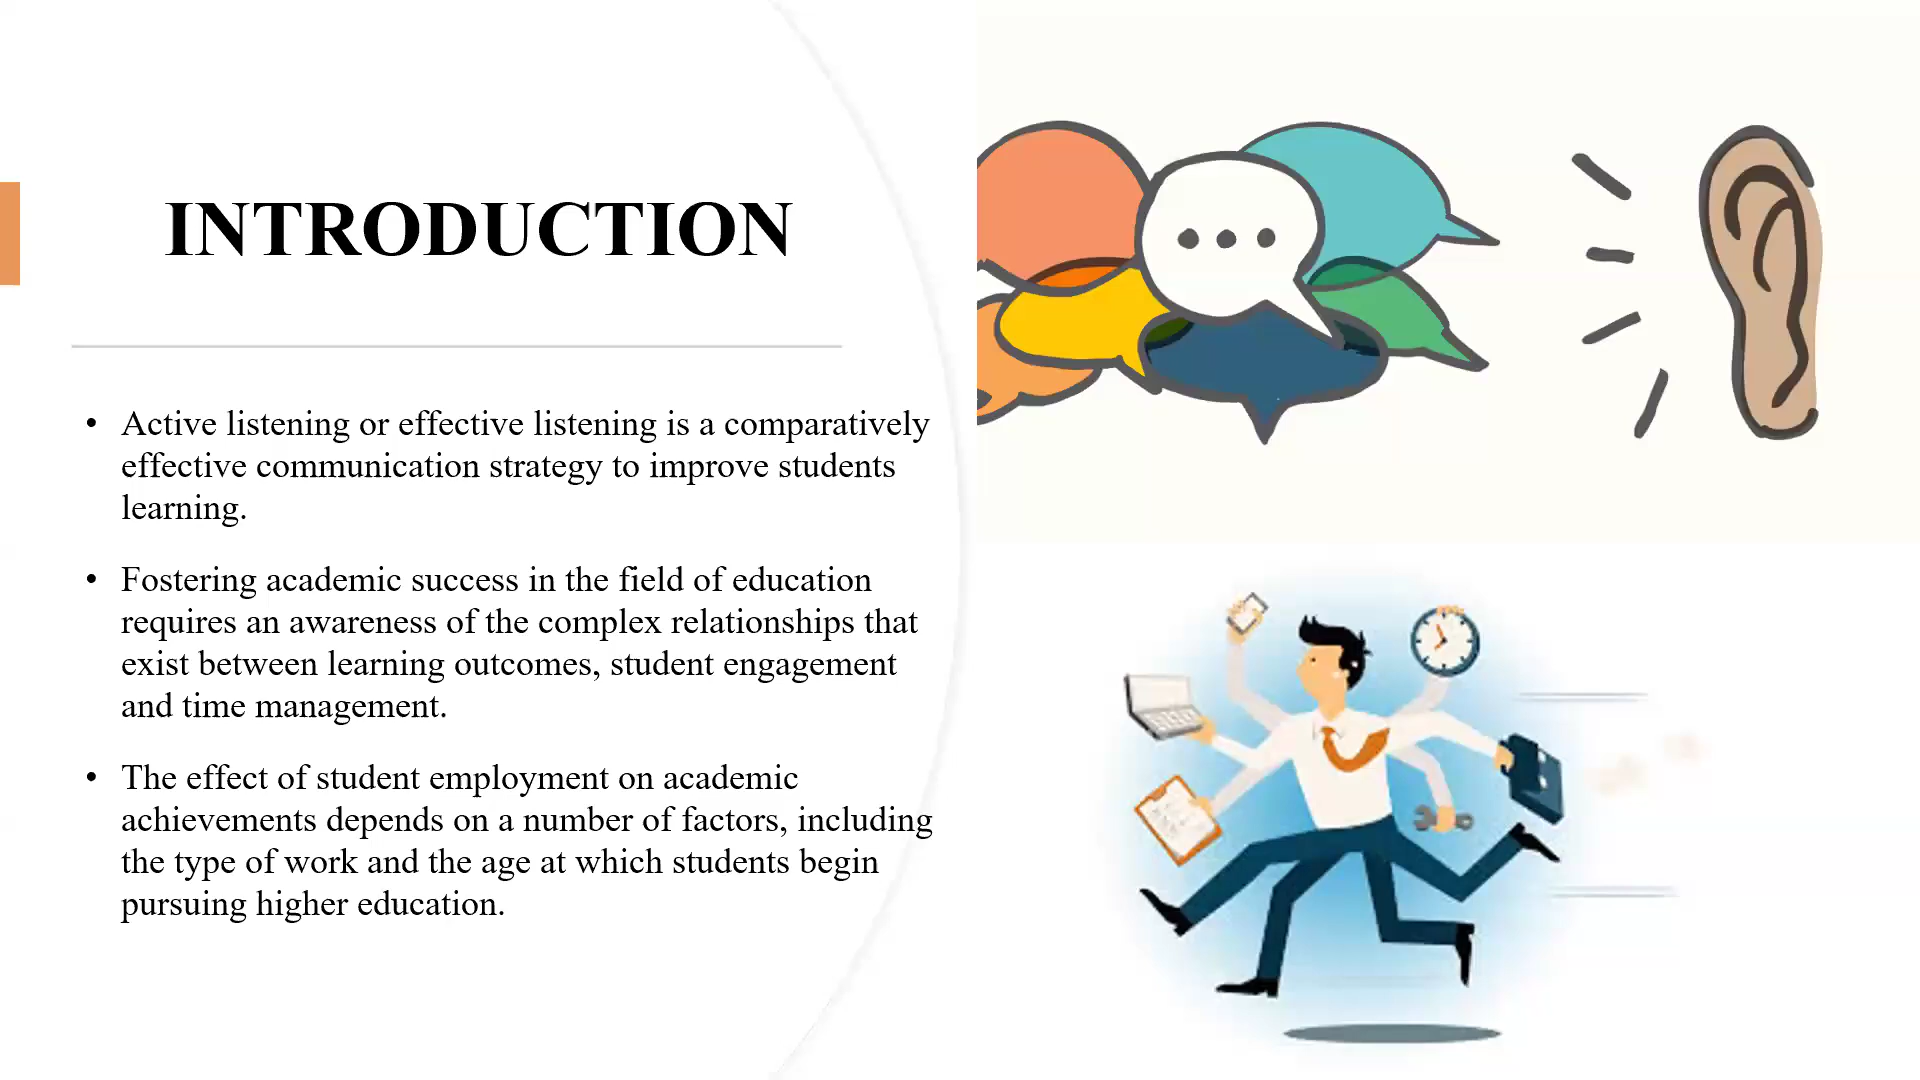 INTRODUCTION
• Active listening or effective listening is a comparatively
effective communication strategy to improve students
learning.
• Fostering academic success in the field of education
requires an awareness of the complex relationships that
exist between learning outcomes, student engagement
and time management.
• The effect of student employment on academic
achievements depends on a number of factors, including
the type of work and the age at which students begin
pursuing higher education.